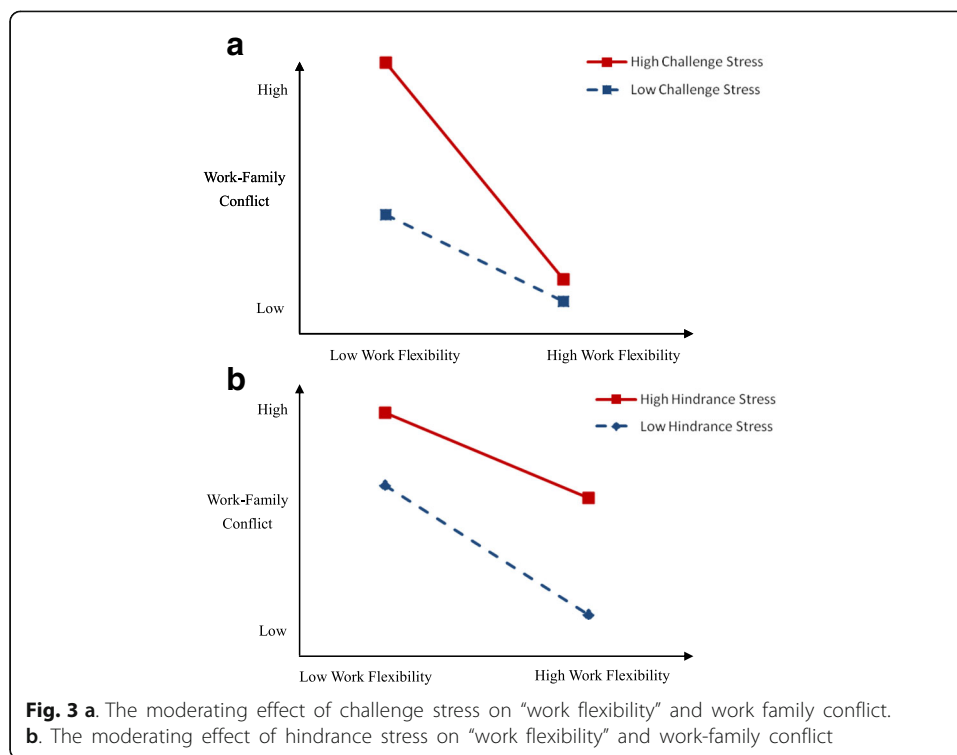 a
High Challenge Stress
Low Challenge Stress
High
Work-Family
Conflict
Low
Low Work Flexibility
High Work Flexibility
b
High Hindrance Stress
Low Hindrance Stress
High
Work-Family
Conflict
Low
Low Work Flexibility
High Work Flexibility
Fig. 3 a. The moderating effect of challenge stress on “work flexibility” and work family conflict.
b. The moderating effect of hindrance stress on “work flexibility” and work-family conflict